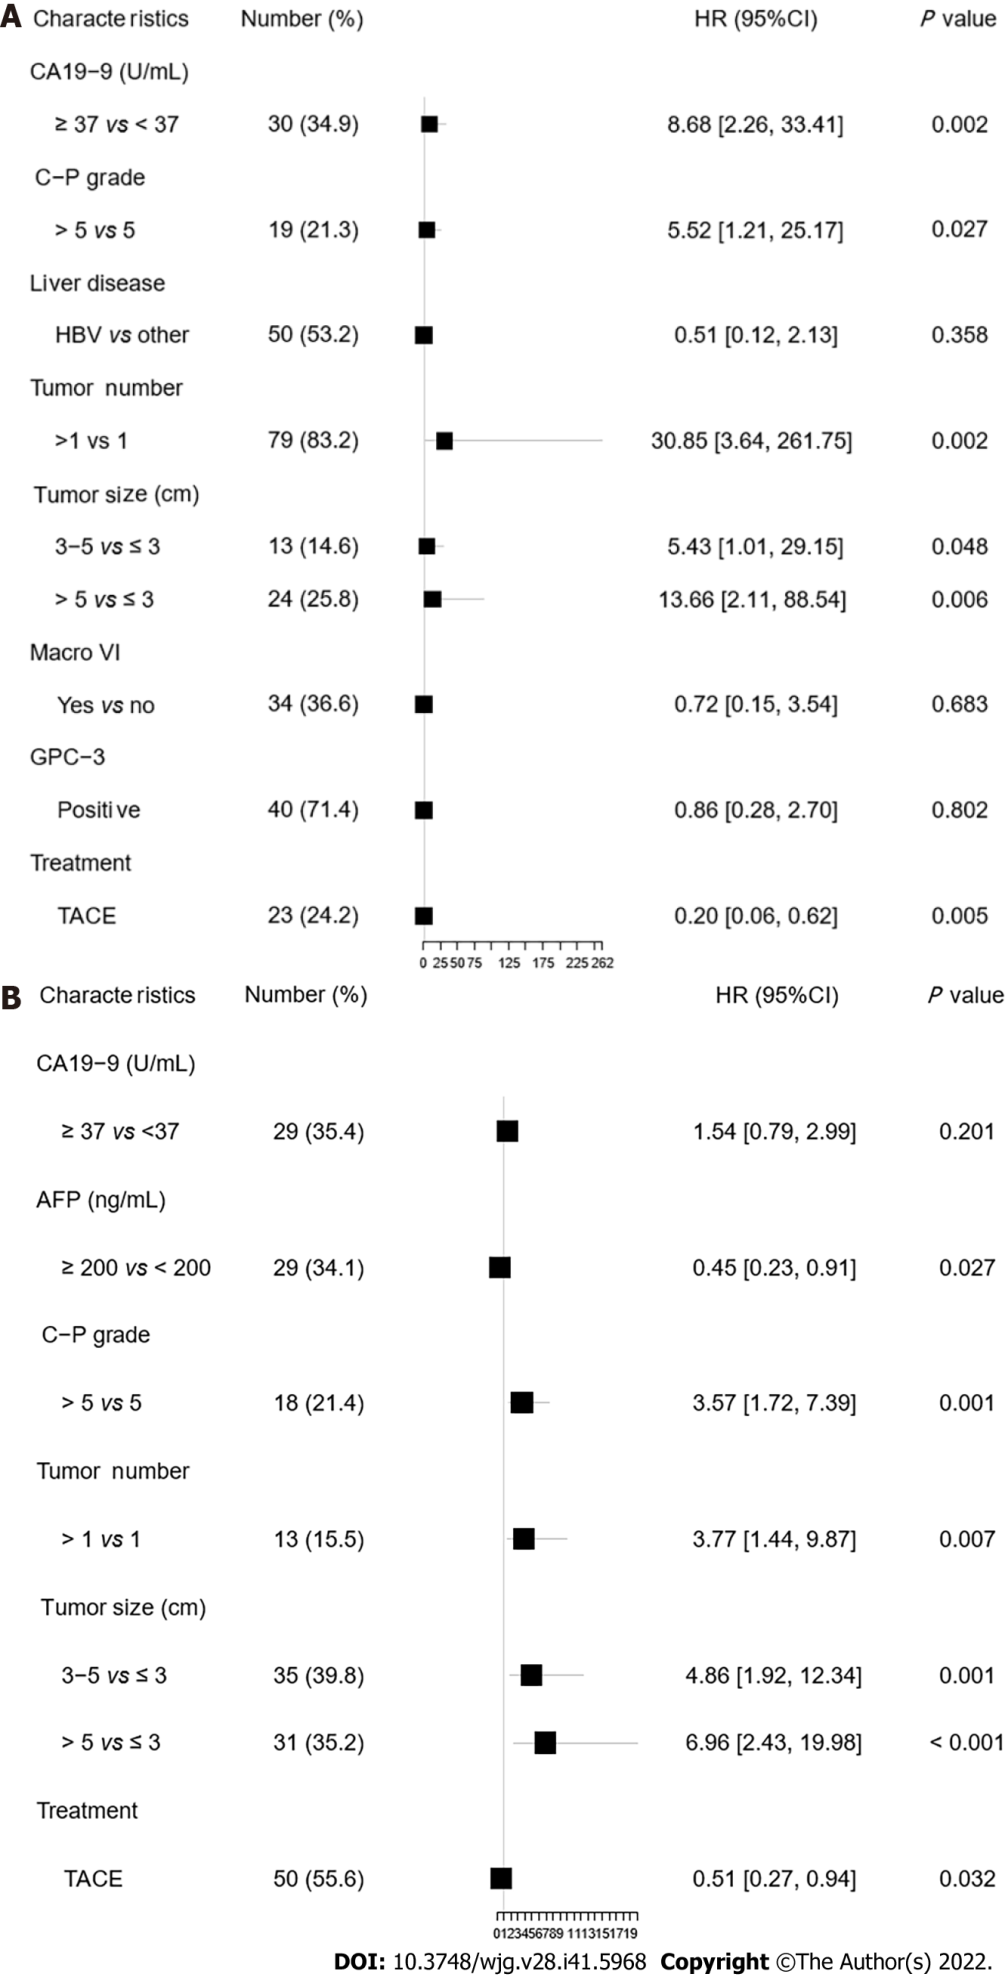 A Characteristics Number (%) HR (95%CI) P value
CA19−9 (U/mL)
≥ 37 vs < 37 30 (34.9) 8.68 [2.26, 33.41] 0.002
C−P grade
> 5 vs 5 19 (21.3) 5.52 [1.21, 25.17] 0.027
Liver disease
HBV vs other 50 (53.2) 0.51 [0.12, 2.13] 0.358
Tumor number
>1 vs 1 79 (83.2) 30.85 [3.64, 261.75] 0.002
Tumor size (cm)
3−5 vs ≤ 3 13 (14.6) 5.43 [1.01, 29.15] 0.048
> 5 vs ≤ 3 24 (25.8) 13.66 [2.11, 88.54] 0.006
Macro VI
Yes vs no 34 (36.6) 0.72 [0.15, 3.54] 0.683
GPC−3
Positive 40 (71.4) 0.86 [0.28, 2.70] 0.802
Treatment
TACE 23 (24.2) 0.20 [0.06, 0.62] 0.005
0 25 50 75 125 175 225 262
B Characteristics Number (%) HR (95%CI) P value
CA19−9 (U/mL)
≥ 37 vs <37 29 (35.4) 1.54 [0.79, 2.99] 0.201
AFP (ng/mL)
≥ 200 vs < 200 29 (34.1) 0.45 [0.23, 0.91] 0.027
C−P grade
> 5 vs 5 18 (21.4) 3.57 [1.72, 7.39] 0.001
Tumor number
> 1 vs 1 13 (15.5) 3.77 [1.44, 9.87] 0.007
Tumor size (cm)
3−5 vs ≤ 3 35 (39.8) 4.86 [1.92, 12.34] 0.001
> 5 vs ≤ 3 31 (35.2) 6.96 [2.43, 19.98] < 0.001
Treatment
TACE 50 (55.6) 0.51 [0.27, 0.94] 0.032
0123456789 1113151719
DOI: 10.3748/wjg.v28.i41.5968 Copyright ©The Author(s) 2022.